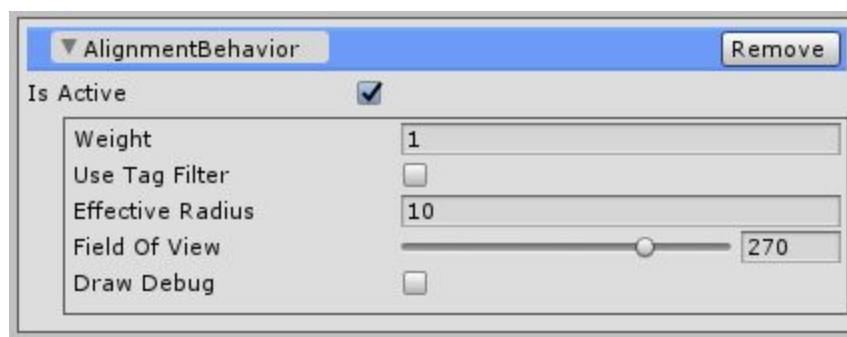 AlignmentBehavior Remove
Is Active
Weight 1
Use Tag Filter
Effective Radius 10
Field Of View 270
Draw Debug